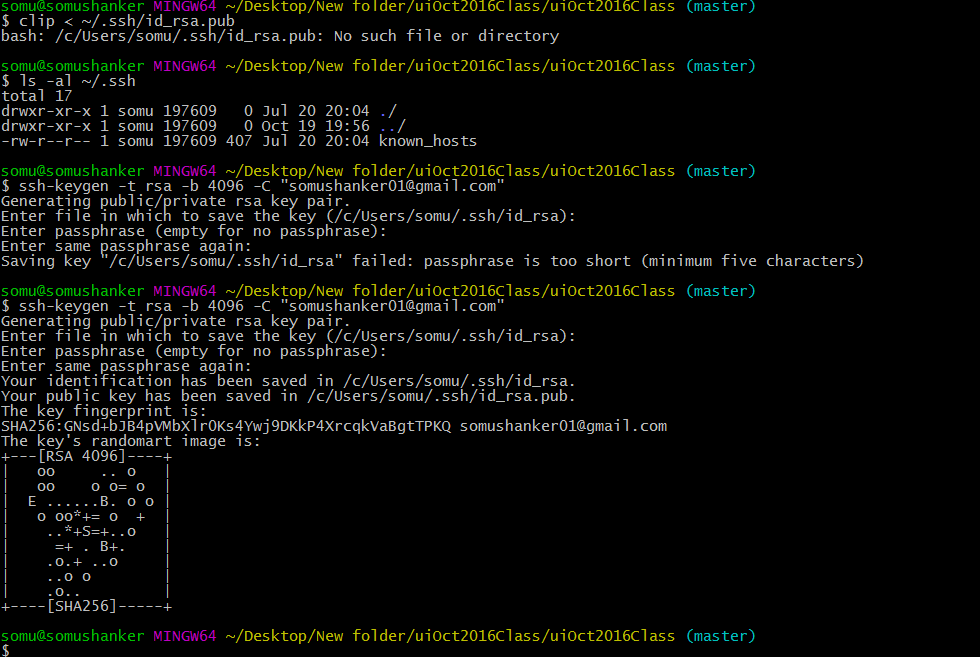 somu@somushanker MINGW64 ~/Desktop/New folder/uiOct2016Class/uiOct2016Class (master)
$ clip < ~/.ssh/id_rsa.pub
bash: /c/Users/somu/.ssh/id_rsa.pub: No such file or directory
somu@somushanker MINGW64 ~/Desktop/New folder/uiOct2016Class/uiOct2016Class (master)
$ ls -al ~/.ssh
total 17
drwxr-xr-x 1 somu 197609   0 Jul 20 20:04 ./
drwxr-xr-x 1 somu 197609   0 Oct 19 19:56 ../
-rw-r--r-- 1 somu 197609 407 Jul 20 20:04 known_hosts
somu@somushanker MINGW64 ~/Desktop/New folder/uiOct2016Class/uiOct2016Class (master)
$ ssh-keygen -t rsa -b 4096 -C "somushanker01@gmail.com"
Generating public/private rsa key pair.
Enter file in which to save the key (/c/Users/somu/.ssh/id_rsa):
Enter passphrase (empty for no passphrase):
Enter same passphrase again:
Saving key "/c/Users/somu/.ssh/id_rsa" failed: passphrase is too short (minimum five characters)
somu@somushanker MINGW64 ~/Desktop/New folder/uiOct2016Class/uiOct2016Class (master)
$ ssh-keygen -t rsa -b 4096 -C "somushanker01@gmail.com"
Generating public/private rsa key pair.
Enter file in which to save the key (/c/Users/somu/.ssh/id_rsa):
Enter passphrase (empty for no passphrase):
Enter same passphrase again:
Your identification has been saved in /c/Users/somu/.ssh/id_rsa.
Your public key has been saved in /c/Users/somu/.ssh/id_rsa.pub.
The key fingerprint is:
SHA256:GNsd+bJB4pVMbXlr0Ks4Ywj9DKkP4XrcqkVaBgtTPKQ somushanker01@gmail.com
The key's randomart image is:
+---[RSA 4096]----+
|   oo     .. o   |
|   oo    o o= o  |
|  E ......B. o o |
|   o oo*+= o  +  |
|    ..*+S=+..o   |
|     =+ . B+.    |
|    .o.+ ..o     |
|    ..o o        |
|    .o..         |
+----[SHA256]-----+
somu@somushanker MINGW64 ~/Desktop/New folder/uiOct2016Class/uiOct2016Class (master)
$